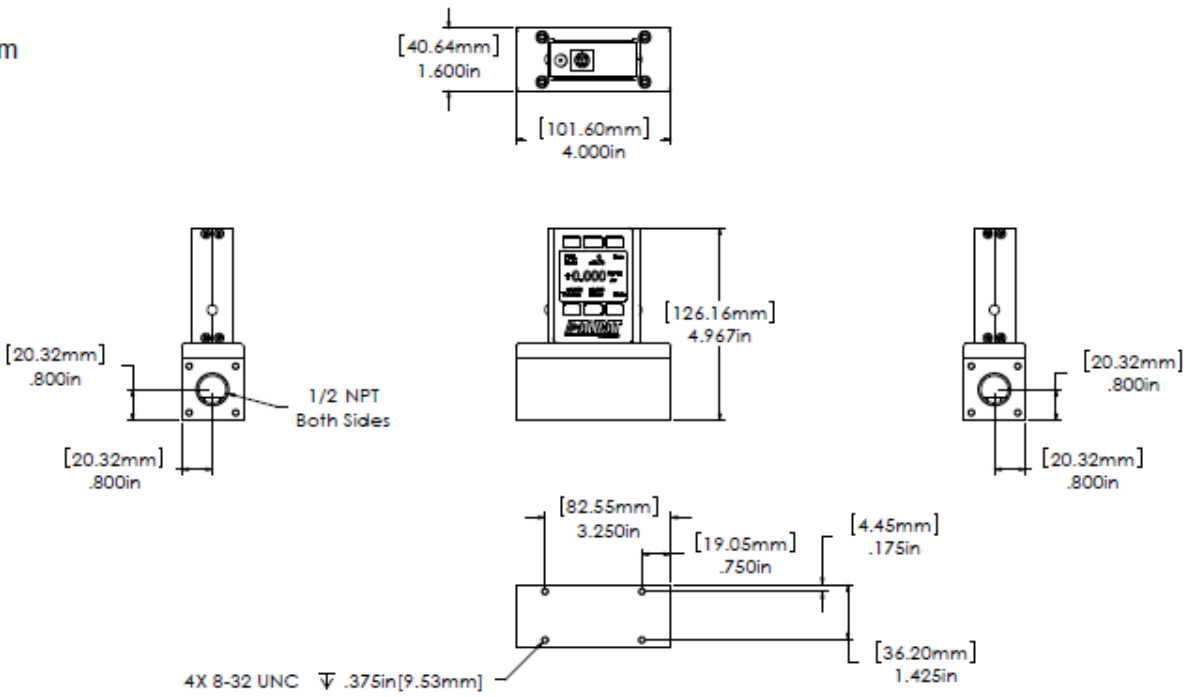 m
[40.64mm]
1.600in
[101.60mm]
4.000in
+0.000
[126.16mm]
4.967in
[20.32mm]
.800in
1/2 NPT
Both Sides
[20.32mm]
.800in
[20.32mm]
.800in
[20.32mm]
.800in
[82.55mm]
3.250in
[19.05mm]
.750in
[4.45mm]
.175in
[36.20mm]
1.425in
4X 8-32 UNC ↧ .375in[9.53mm]